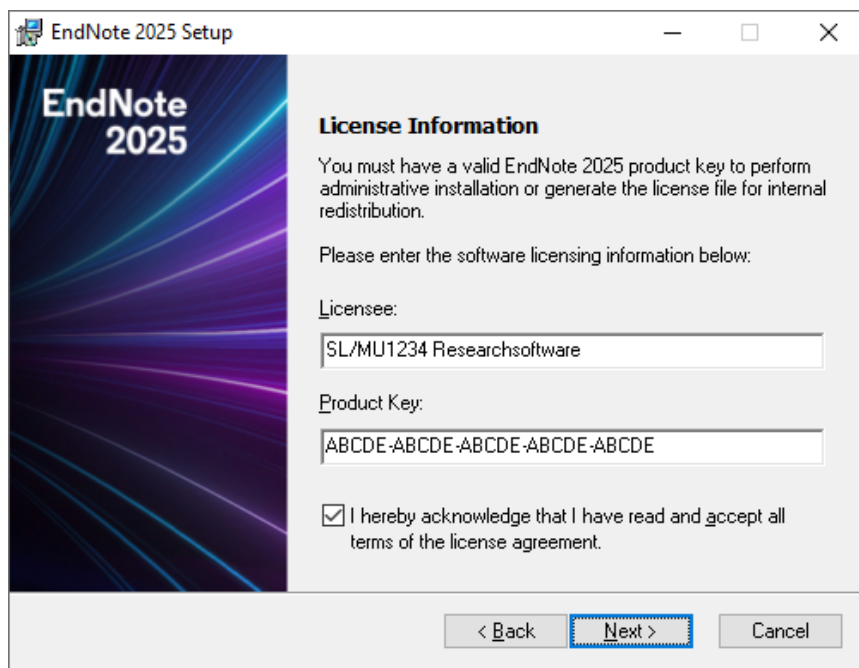 EndNote 2025 Setup
EndNote
2025
License Information
You must have a valid EndNote 2025 product key to perform
administrative installation or generate the license file for internal
redistribution.
Please enter the software licensing information below:
Licensee:
SL/MU1234 Researchsoftware
Product Key:
ABCDE-ABCDE-ABCDE-ABCDE-ABCDE
I hereby acknowledge that I have read and accept all
terms of the license agreement.
< Back
Next >
Cancel